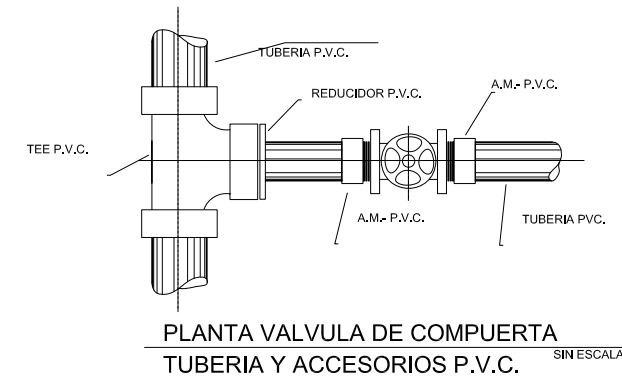 TUBERIA P.V.C.
REDUCIDOR P.V.C.
A.M.- P.V.C.
TEE P.V.C.
A.M.- P.V.C.
TUBERIA PVC.
PLANTA VALVULA DE COMPUERTA
TUBERIA Y ACCESORIOS P.V.C.
SIN ESCALA